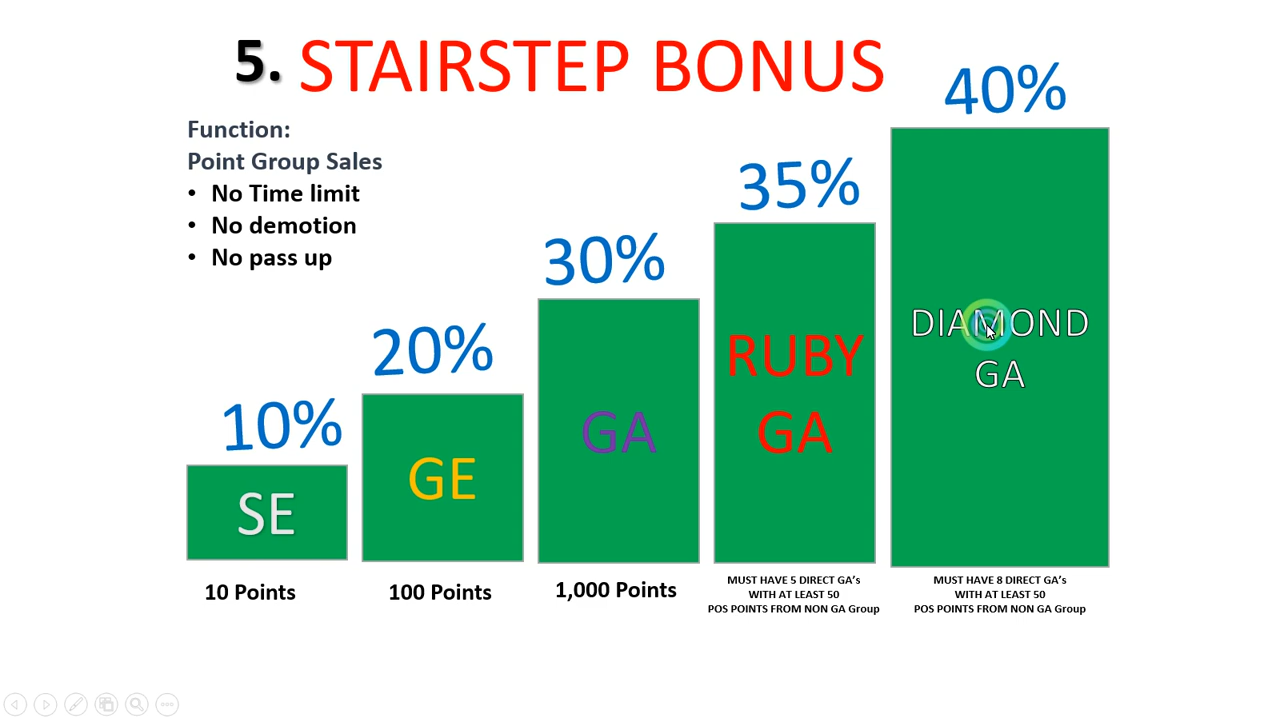 5. STAIRSTEP BONUS
Function:
Point Group Sales
• No Time limit
• No demotion
• No pass up
10%
20%
30%
35%
40%
SE
GE
GA
RUBY
GA
DIAMOND
GA
10 Points
100 Points
1,000 Points
MUST HAVE 5 DIRECT GA's
WITH AT LEAST 50
POS POINTS FROM NON GA Group
MUST HAVE 8 DIRECT GA's
WITH AT LEAST 50
POS POINTS FROM NON GA Group